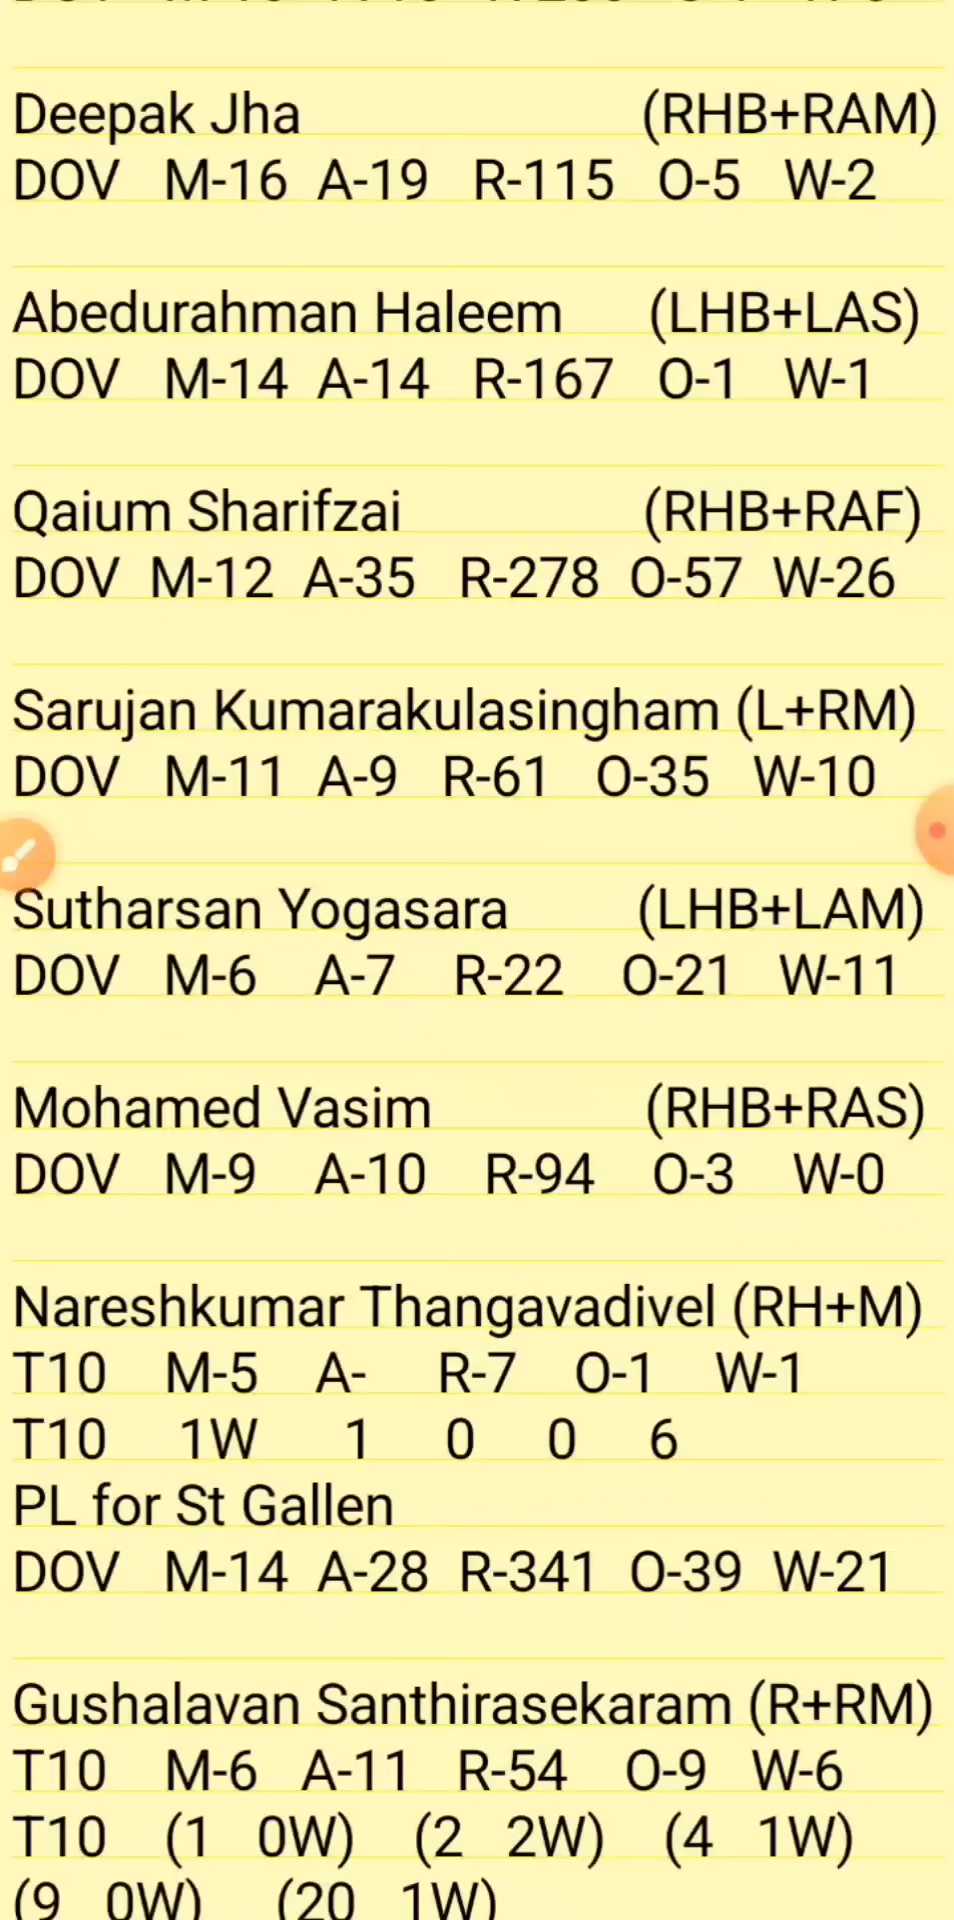 Deepak Jha (RHB+RAM)
DOV M-16 A-19 R-115 O-5 W-2
Abedurahman Haleem (LHB+LAS)
DOV M-14 A-14 R-167 O-1 W-1
Qaium Sharifzai (RHB+RAF)
DOV M-12 A-35 R-278 O-57 W-26
Sarujan Kumarakulasingham (L+RM)
DOV M-11 A-9 R-61 O-35 W-10
Sutharsan Yogasara (LHB+LAM)
DOV M-6 A-7 R-22 O-21 W-11
Mohamed Vasim (RHB+RAS)
DOV M-9 A-10 R-94 O-3 W-0
Nareshkumar Thangavadivel (RH+M)
T10 M-5 A- R-7 O-1 W-1
T10 1W 1 0 0 6
PL for St Gallen
DOV M-14 A-28 R-341 O-39 W-21
Gushalavan Santhirasekaram (R+RM)
T10 M-6 A-11 R-54 O-9 W-6
T10 (1 0W) (2 2W) (4 1W)
(9 0W) (20 1W)